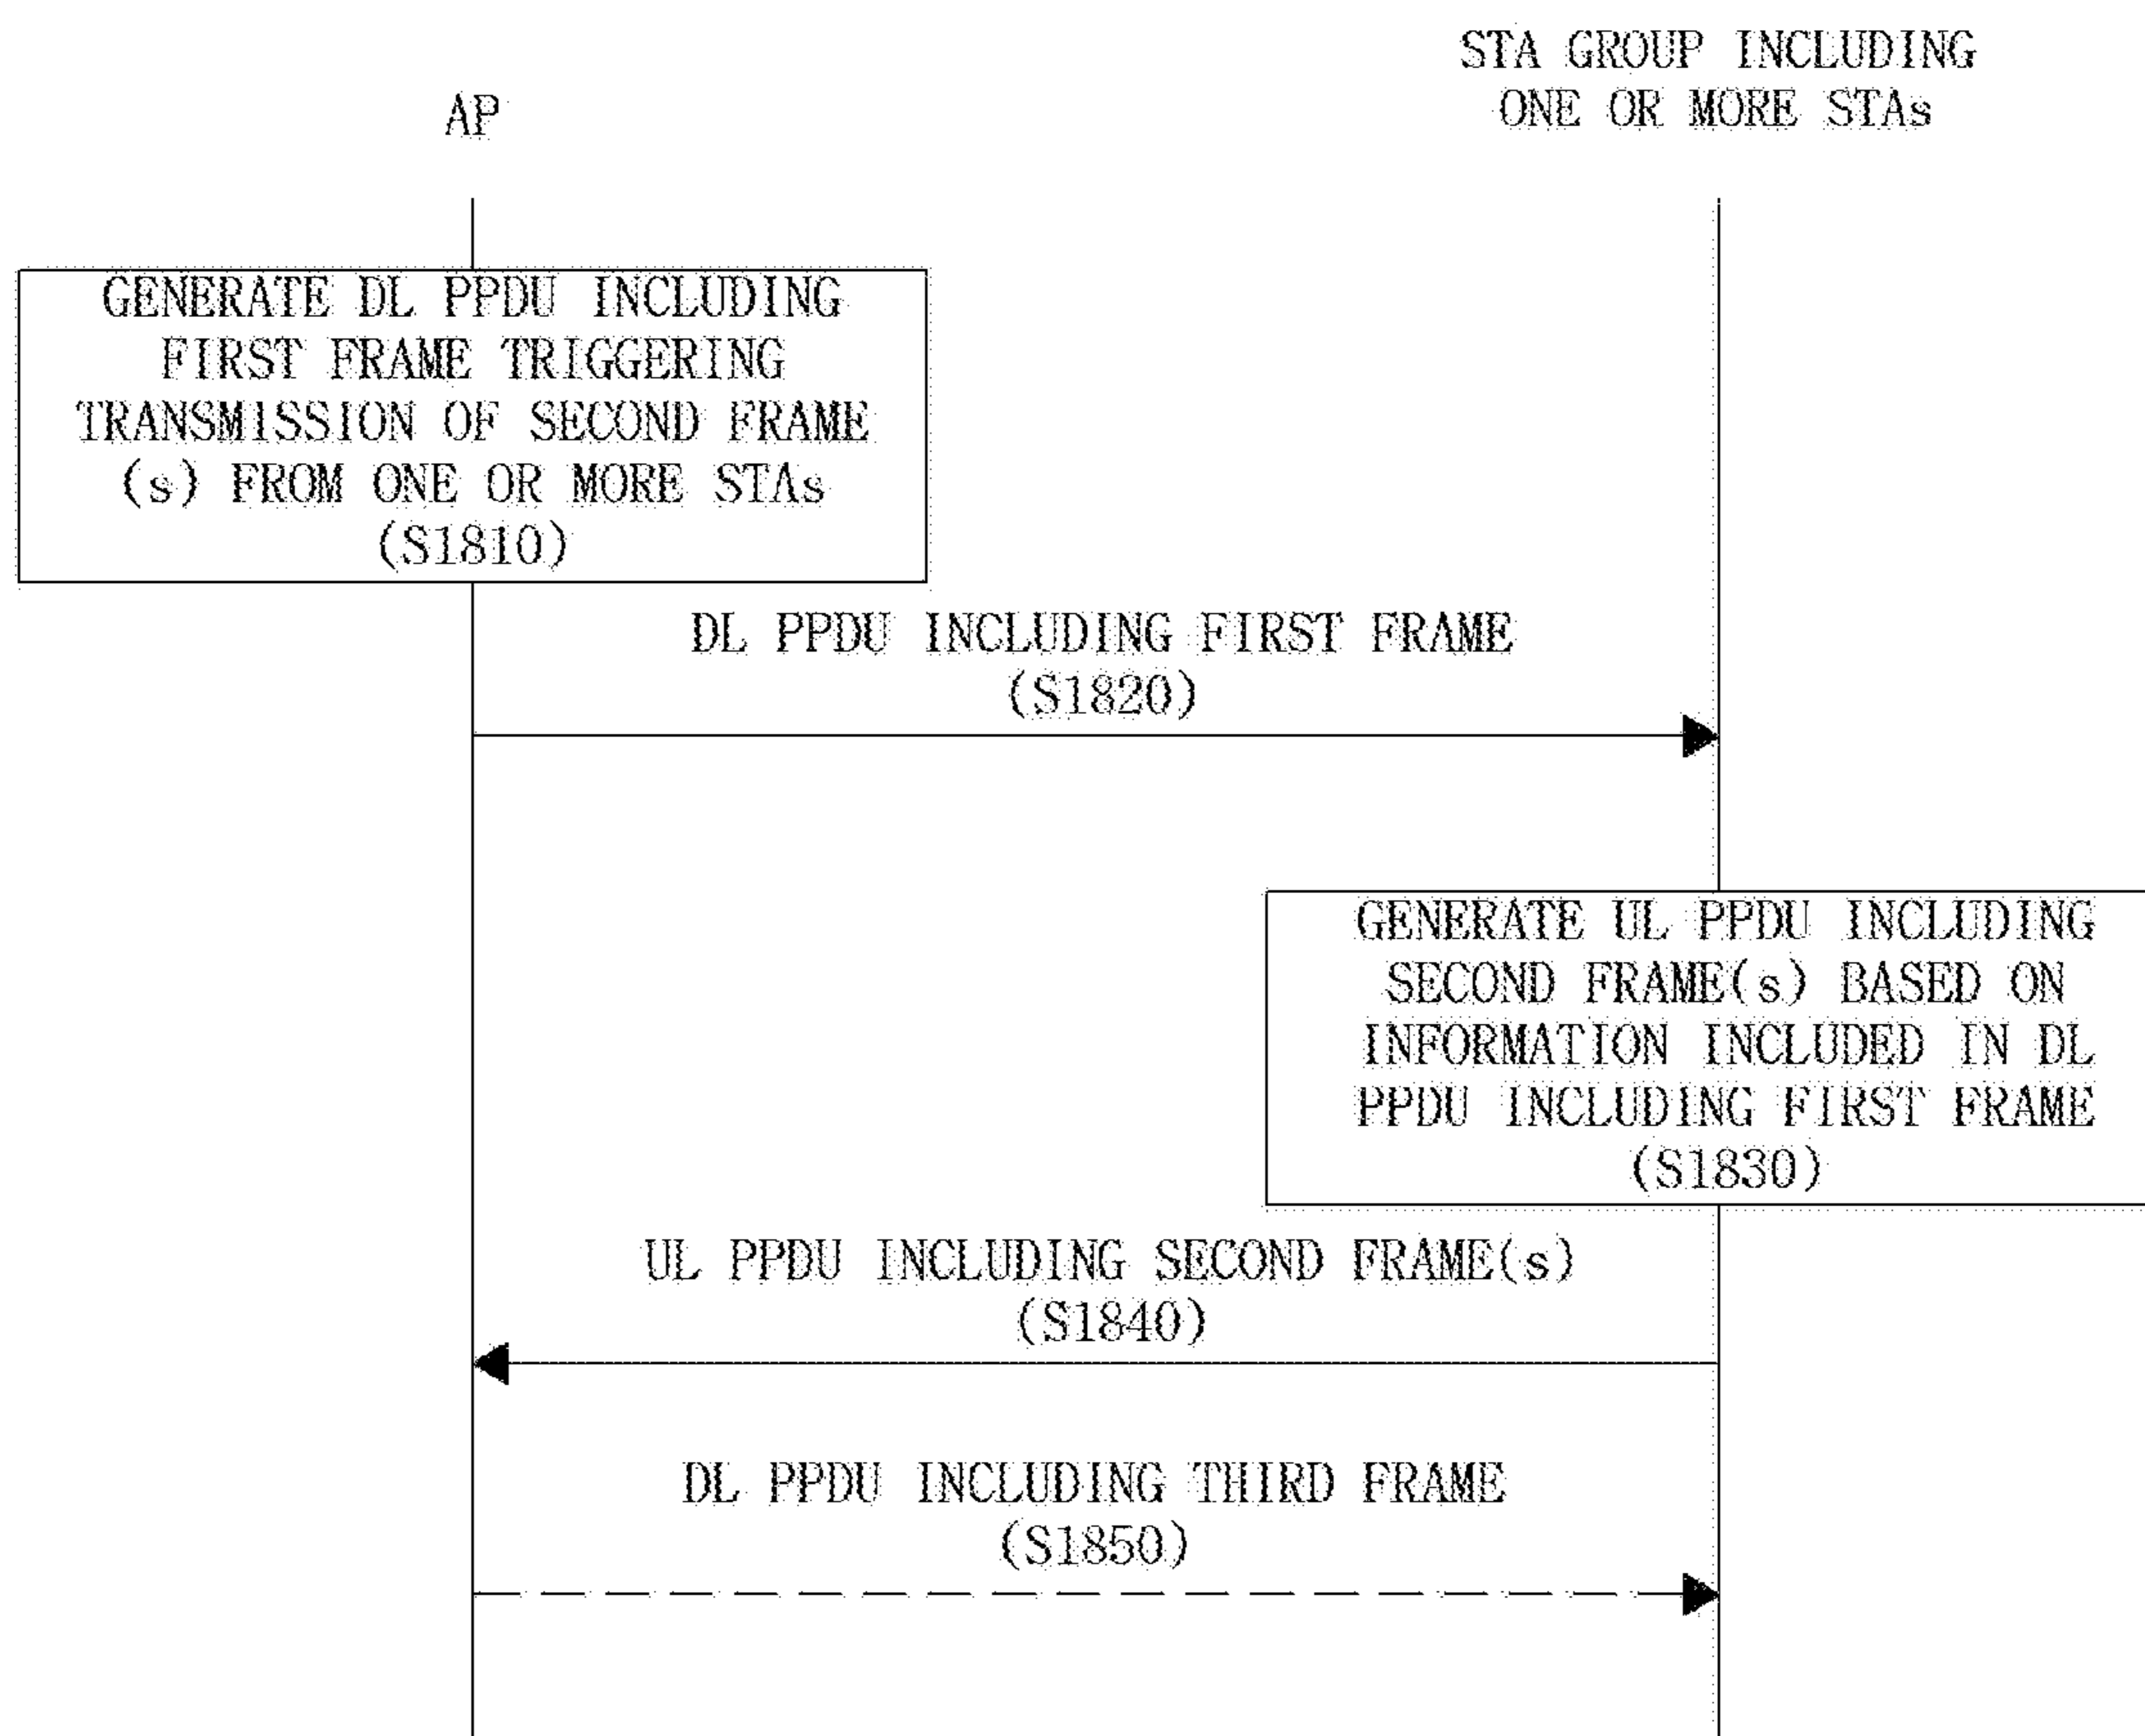 STA GROUP INCLUDING
ONE OR MORE STAs
AP
GENERATE DL PPDU INCLUDING
FIRST FRAME TRIGGERING
TRANSMISSION OF SECOND FRAME
(s) FROM ONE OR MORE STAs
(S1810)
DL PPDU INCLUDING FIRST FRAME
(S1820)
GENERATE UL PPDU INCLUDING
SECOND FRAME(s) BASED ON
INFORMATION INCLUDED IN DL
PPDU INCLUDING FIRST FRAME
(S1830)
UL PPDU INCLUDING SECOND FRAME(s)
(S1840)
DL PPDU INCLUDING THIRD FRAME
(S1850)